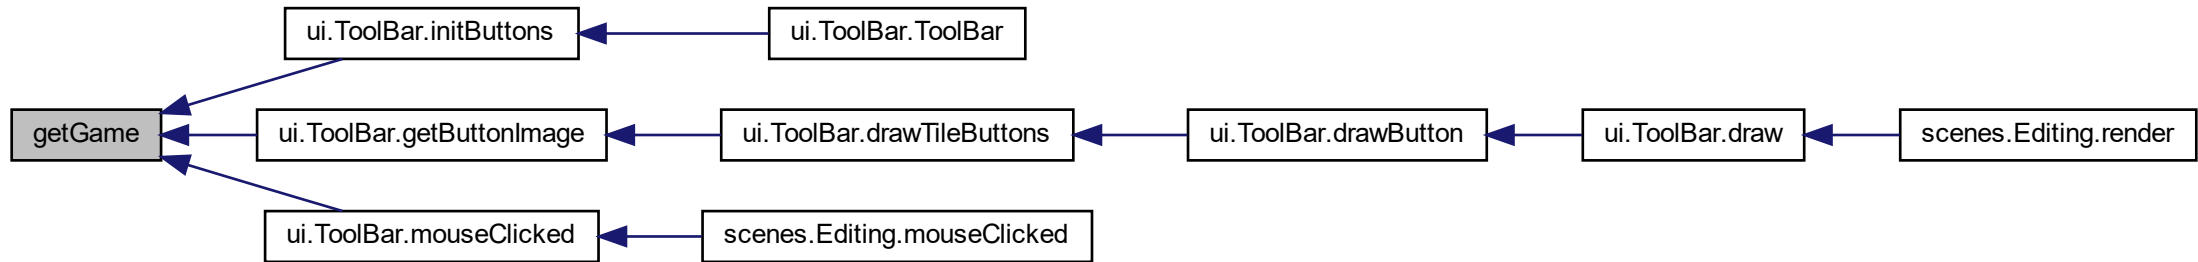 ui.ToolBar.initButtons
ui.ToolBar.ToolBar
getGame
ui.ToolBar.getButtonImage
ui.ToolBar.drawTileButtons
ui.ToolBar.drawButton
ui.ToolBar.draw
scenes.Editing.render
ui.ToolBar.mouseClicked
scenes.Editing.mouseClicked